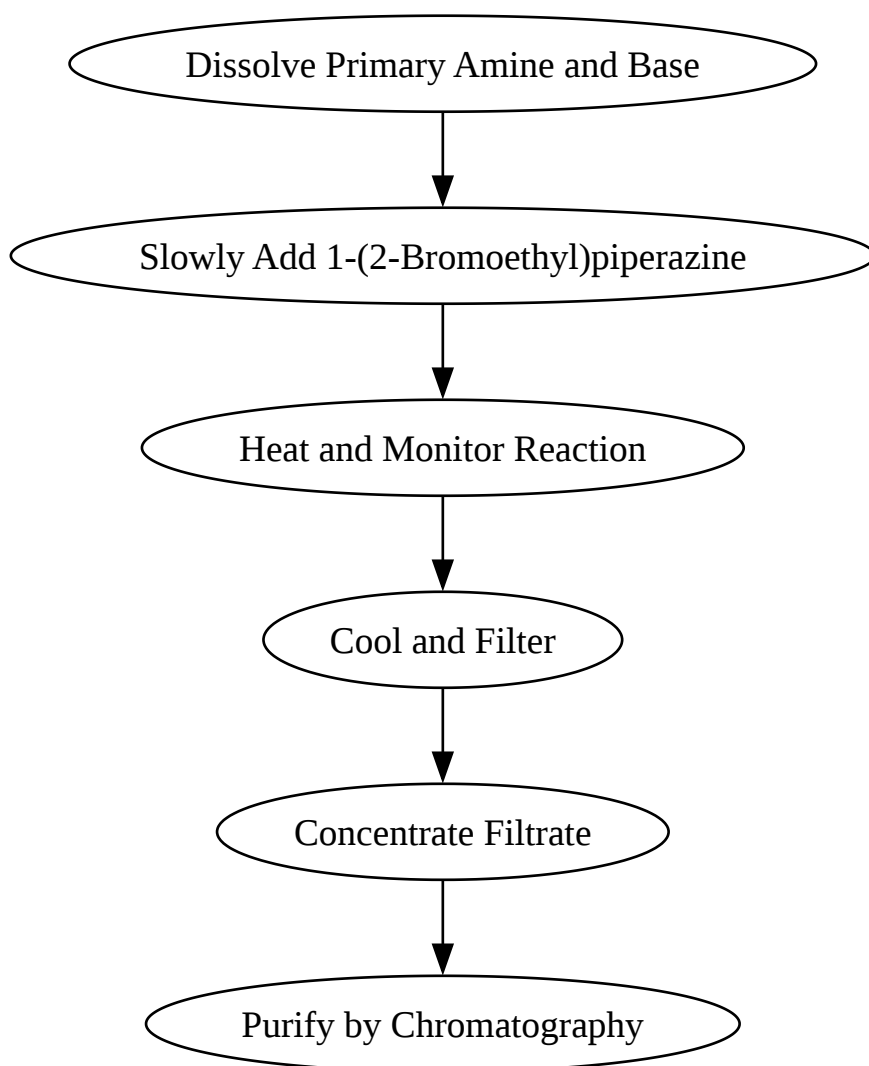 Dissolve Primary Amine and Base
Slowly Add 1-(2-Bromoethyl)piperazine
Heat and Monitor Reaction
Cool and Filter
Concentrate Filtrate
Purify by Chromatography